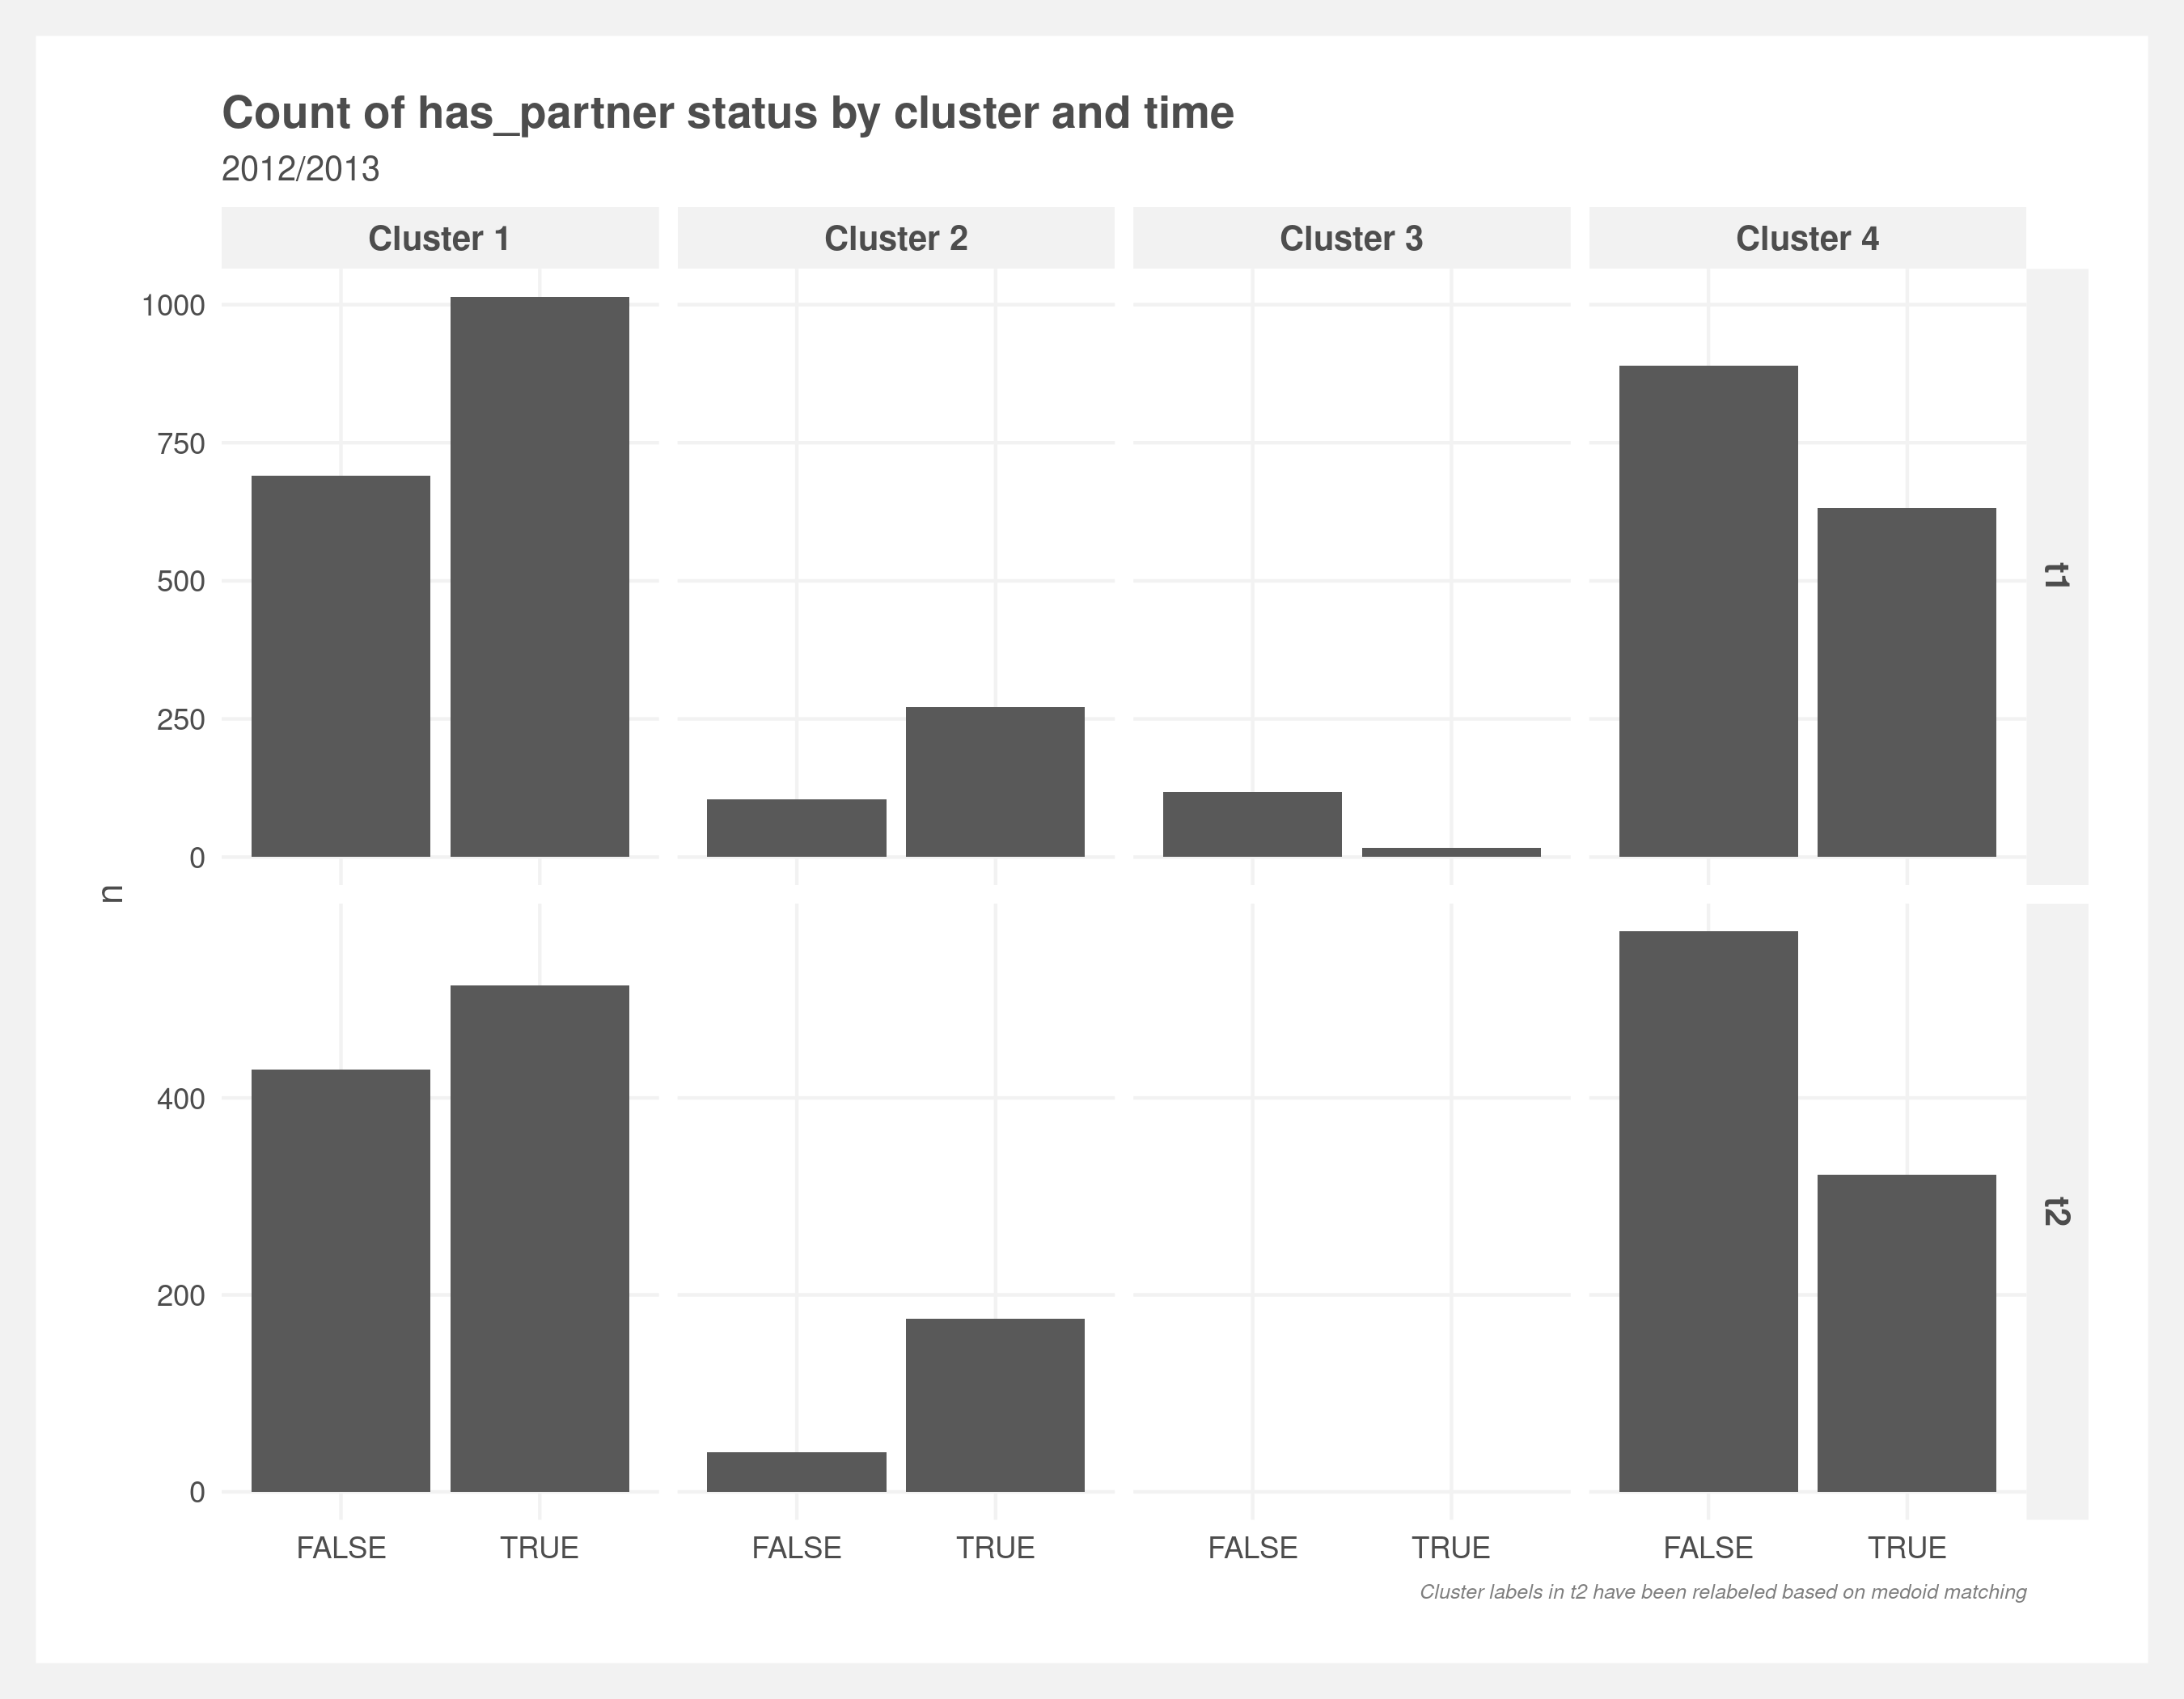 Count of has_partner status by cluster and time
2012/2013
Cluster 1 Cluster 2 Cluster 3 Cluster 4
1000
750
500
250
0
t1
n
400
200
0
t2
FALSE TRUE FALSE TRUE FALSE TRUE FALSE TRUE
Cluster labels in t2 have been relabeled based on medoid matching